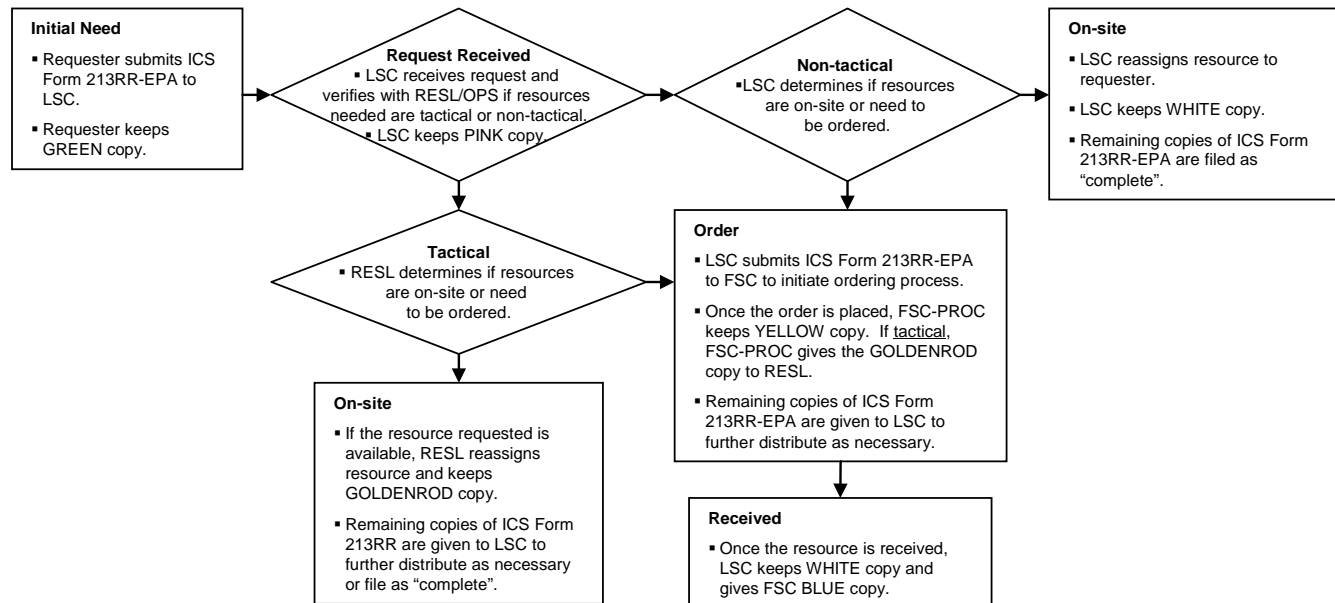 Initial Need
▪ Requester submits ICS
Form 213RR-EPA to
LSC.
▪ Requester keeps
GREEN copy.
Request Received
▪ LSC receives request and
verifies with RESL/OPS if resources
needed are tactical or non-tactical.
▪ LSC keeps PINK copy.
Non-tactical
▪LSC determines if resources
are on-site or need to
be ordered.
On-site
▪ LSC reassigns resource to
requester.
▪ LSC keeps WHITE copy.
▪ Remaining copies of ICS Form
213RR-EPA are filed as
“complete”.
Tactical
▪ RESL determines if resources
are on-site or need
to be ordered.
Order
▪ LSC submits ICS Form 213RR-EPA
to FSC to initiate ordering process.
▪ Once the order is placed, FSC-PROC
keeps YELLOW copy. If tactical,
FSC-PROC gives the GOLDENROD
copy to RESL.
▪ Remaining copies of ICS Form
213RR-EPA are given to LSC to
further distribute as necessary.
On-site
▪ If the resource requested is
available, RESL reassigns
resource and keeps
GOLDENROD copy.
▪ Remaining copies of ICS Form
213RR are given to LSC to
further distribute as necessary
or file as “complete”.
Received
▪ Once the resource is received,
LSC keeps WHITE copy and
gives FSC BLUE copy.